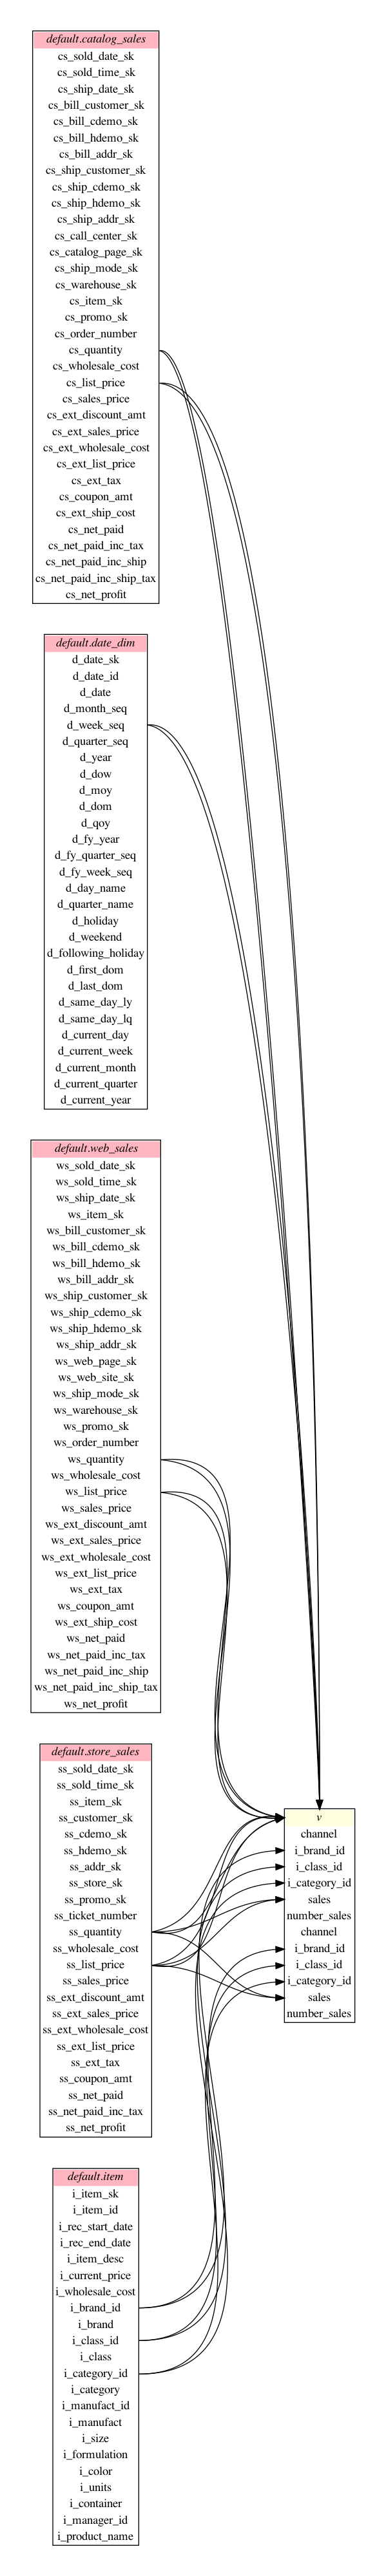 default.catalog_sales
cs_sold_date_sk
cs_sold_time_sk
cs_ship_date_sk
cs_bill_customer_sk
cs_bill_cdemo_sk
cs_bill_hdemo_sk
cs_bill_addr_sk
cs_ship_customer_sk
cs_ship_cdemo_sk
cs_ship_hdemo_sk
cs_ship_addr_sk
cs_call_center_sk
cs_catalog_page_sk
cs_ship_mode_sk
cs_warehouse_sk
cs_item_sk
cs_promo_sk
cs_order_number
cs_quantity
cs_wholesale_cost
cs_list_price
cs_sales_price
cs_ext_discount_amt
cs_ext_sales_price
cs_ext_wholesale_cost
cs_ext_list_price
cs_ext_tax
cs_coupon_amt
cs_ext_ship_cost
cs_net_paid
cs_net_paid_inc_tax
cs_net_paid_inc_ship
cs_net_paid_inc_ship_tax
cs_net_profit
default.date_dim
d_date_sk
d_date_id
d_date
d_month_seq
d_week_seq
d_quarter_seq
d_year
d_dow
d_moy
d_dom
d_qoy
d_fy_year
d_fy_quarter_seq
d_fy_week_seq
d_day_name
d_quarter_name
d_holiday
d_weekend
d_following_holiday
d_first_dom
d_last_dom
d_same_day_ly
d_same_day_lq
d_current_day
d_current_week
d_current_month
d_current_quarter
d_current_year
default.web_sales
ws_sold_date_sk
ws_sold_time_sk
ws_ship_date_sk
ws_item_sk
ws_bill_customer_sk
ws_bill_cdemo_sk
ws_bill_hdemo_sk
ws_bill_addr_sk
ws_ship_customer_sk
ws_ship_cdemo_sk
ws_ship_hdemo_sk
ws_ship_addr_sk
ws_web_page_sk
ws_web_site_sk
ws_ship_mode_sk
ws_warehouse_sk
ws_promo_sk
ws_order_number
ws_quantity
ws_wholesale_cost
ws_list_price
ws_sales_price
ws_ext_discount_amt
ws_ext_sales_price
ws_ext_wholesale_cost
ws_ext_list_price
ws_ext_tax
ws_coupon_amt
ws_ext_ship_cost
ws_net_paid
ws_net_paid_inc_tax
ws_net_paid_inc_ship
ws_net_paid_inc_ship_tax
ws_net_profit
default.store_sales
ss_sold_date_sk
ss_sold_time_sk
ss_item_sk
ss_customer_sk
ss_cdemo_sk
ss_hdemo_sk
ss_addr_sk
ss_store_sk
ss_promo_sk
ss_ticket_number
ss_quantity
ss_wholesale_cost
ss_list_price
ss_sales_price
ss_ext_discount_amt
ss_ext_sales_price
ss_ext_wholesale_cost
ss_ext_list_price
ss_ext_tax
ss_coupon_amt
ss_net_paid
ss_net_paid_inc_tax
ss_net_profit
v
channel
i_brand_id
i_class_id
i_category_id
sales
number_sales
channel
i_brand_id
i_class_id
i_category_id
sales
number_sales
default.item
i_item_sk
i_item_id
i_rec_start_date
i_rec_end_date
i_item_desc
i_current_price
i_wholesale_cost
i_brand_id
i_brand
i_class_id
i_class
i_category_id
i_category
i_manufact_id
i_manufact
i_size
i_formulation
i_color
i_units
i_container
i_manager_id
i_product_name